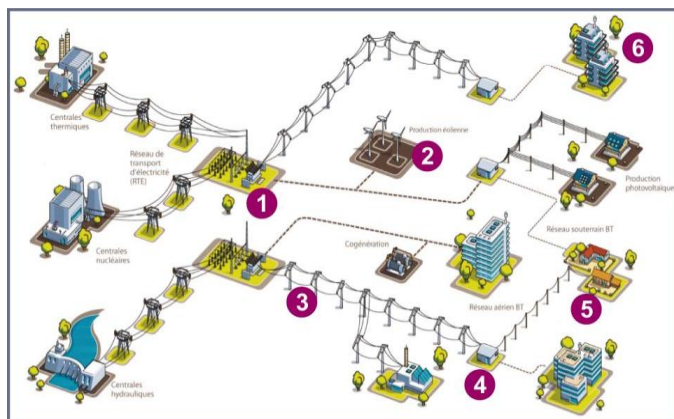 6
Centrales
thermiques
Production éolienne
Réseau de
transport
d'électricité
(RTE)
2
Production
photovoltaïque
1
Réseau souterrain BT
Centrales
nucléaires
Cogénération
3
Réseau aérien BT
5
4
Centrales
hydrauliques